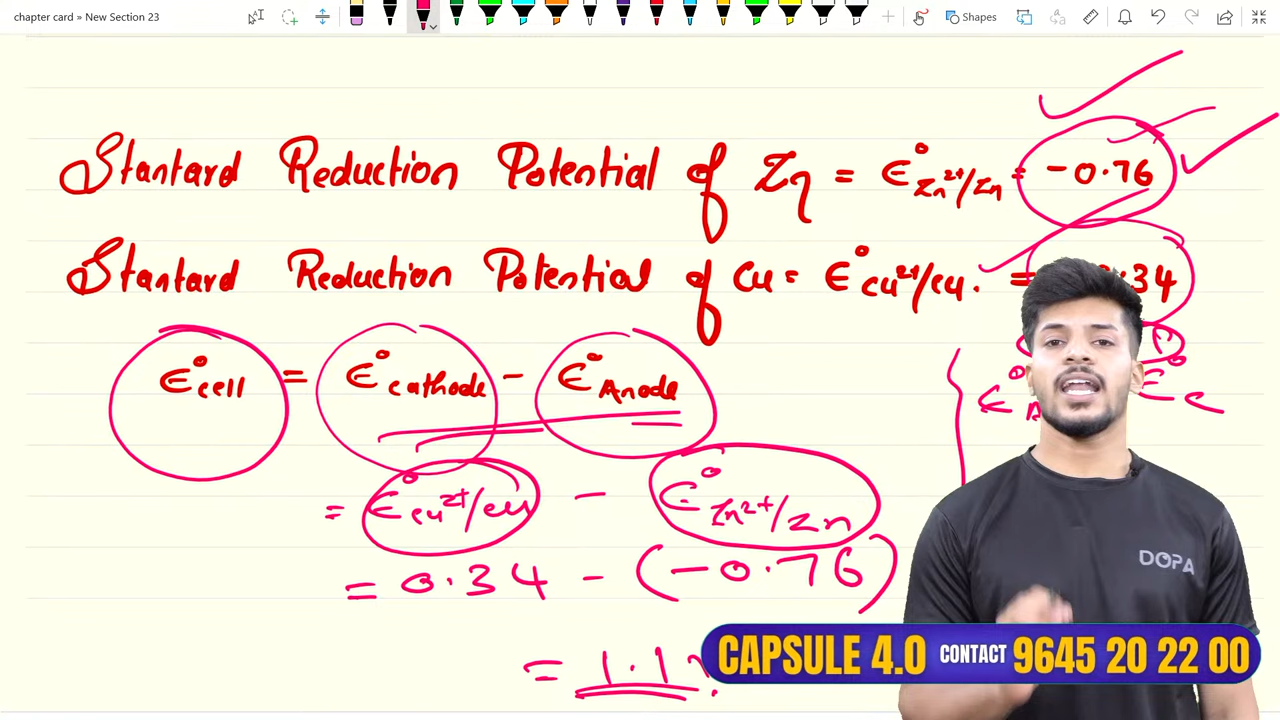 chapter card » New Section 23
Shapes
Stantard Reduction Potential of Zn = E° Zn²⁺/Zn = -0.76
Stantard Reduction Potential of Cu = E° Cu²⁺/Cu. = .34
E°cell = E°cathode - E°Anode
E° E°c
= E°Cu²⁺/Cu - E°Zn²⁺/Zn
= 0.34 - (-0.76)
= 1.1
DOPA
CAPSULE 4.0 CONTACT 9645 20 22 00